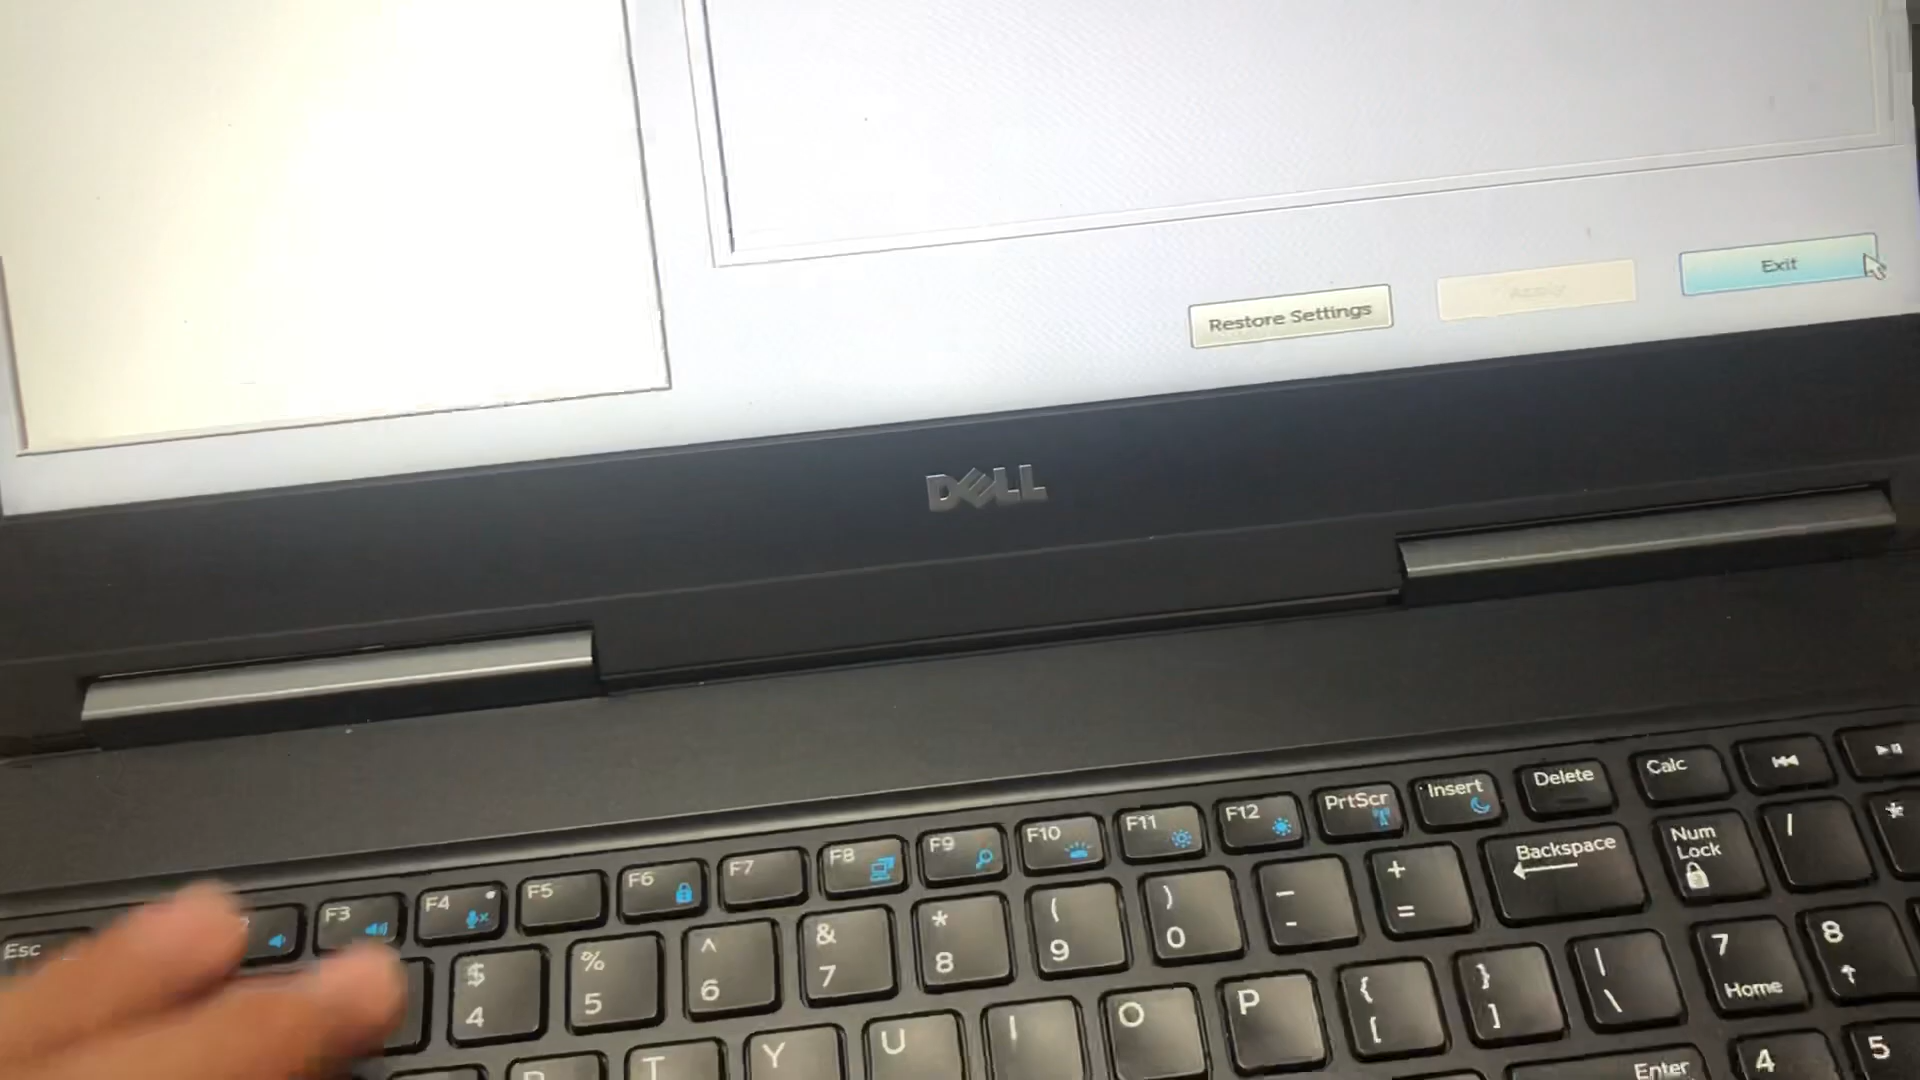 Exit
Apply
Restore Settings
DELL
Esc F3 F4 F5 F6 F7 F8 F9 F10 F11 F12 PrtScr Insert Delete Calc
$ 4 % 5 ^ 6 & 7 * 8 ( 9 ) 0 - - + = Backspace Num Lock / *
T Y U I O P { [ } ] | \ 7 Home 8
Enter 4 5